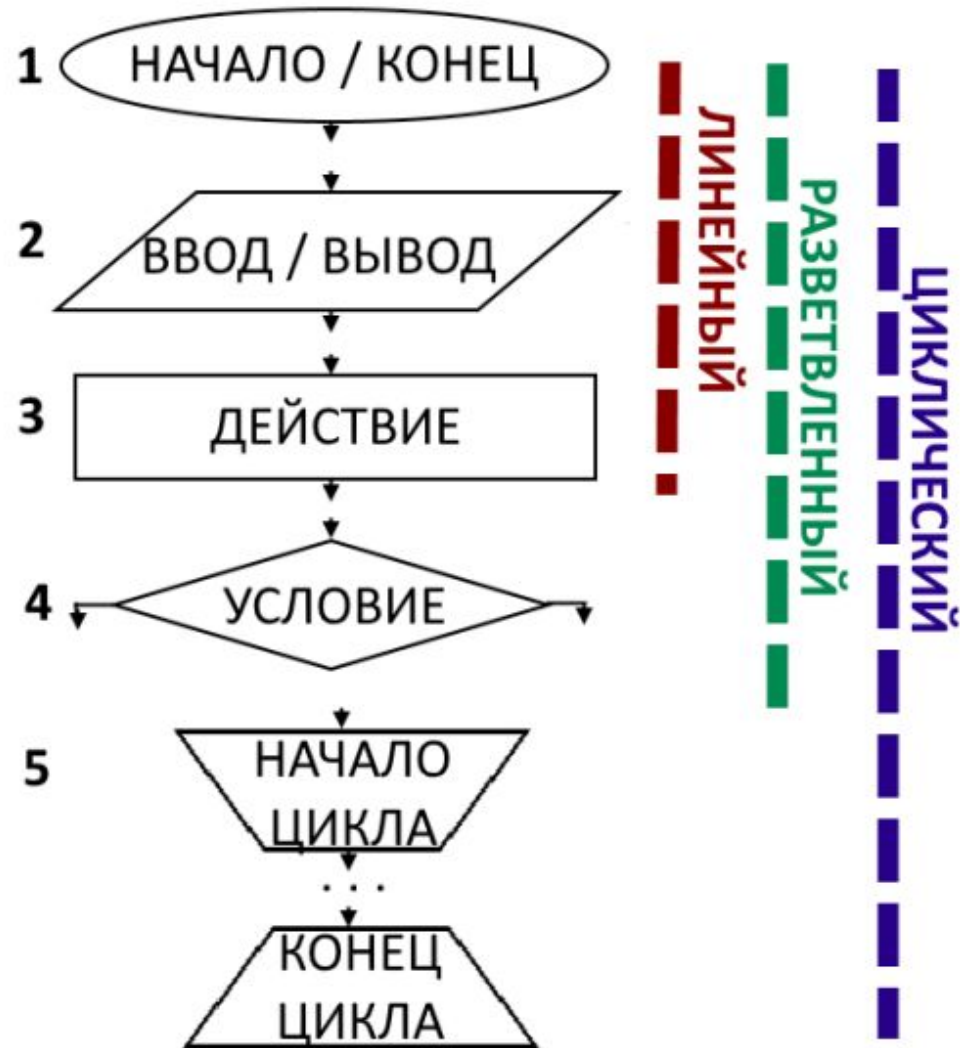 1 НАЧАЛО / КОНЕЦ
2 ВВОД / ВЫВОД
3 ДЕЙСТВИЕ
4 УСЛОВИЕ
5 НАЧАЛО
ЦИКЛА
. . .
КОНЕЦ
ЦИКЛА
ЛИНЕЙНЫЙ
РАЗВЕТВЛЕННЫЙ
ЦИКЛИЧЕСКИЙ